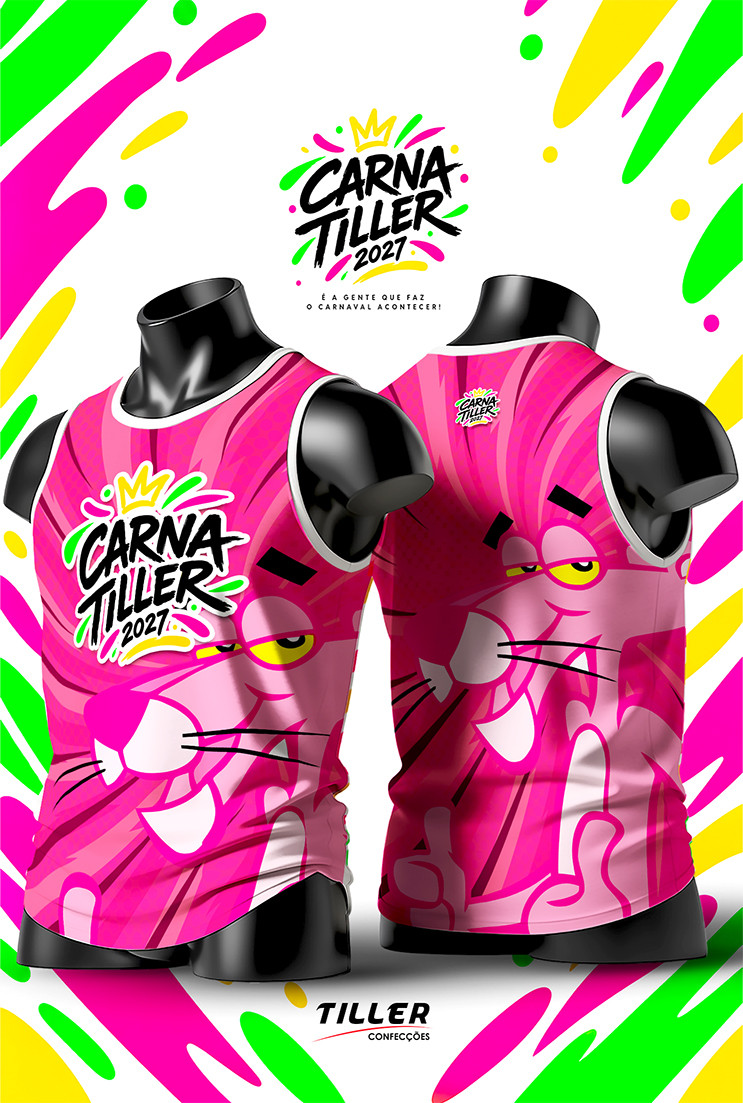 CARNA
TILLER
2027
É A GENTE QUE FAZ
O CARNAVAL ACONTECER!
CARNA
TILLER
2027
CARNA
TILLER
2027
TILLER
CONFECÇÕES